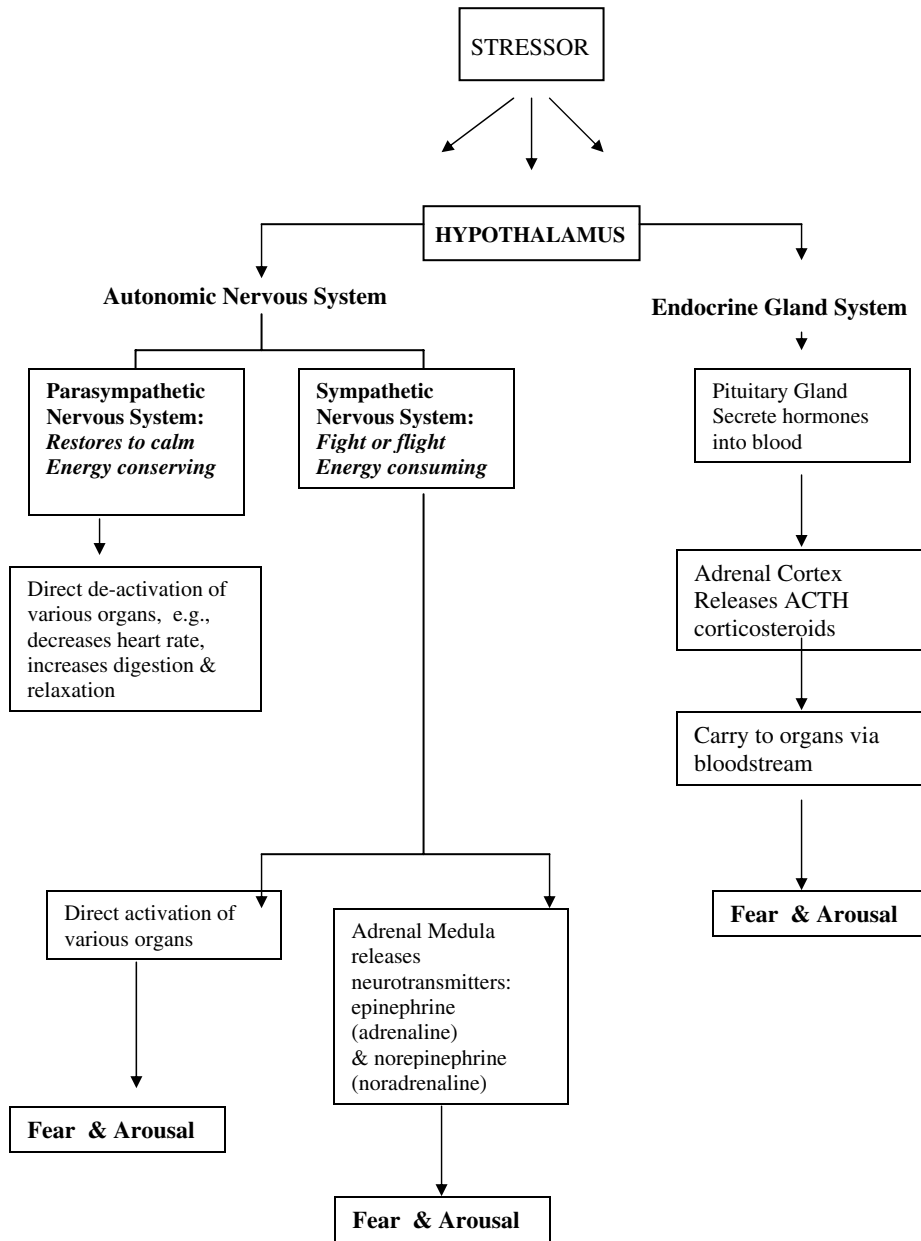 STRESSOR
HYPOTHALAMUS
Autonomic Nervous System
Endocrine Gland System
Parasympathetic
Nervous System:
Restores to calm
Energy conserving
Sympathetic
Nervous System:
Fight or flight
Energy consuming
Pituitary Gland
Secrete hormones
into blood
Direct de-activation of
various organs, e.g.,
decreases heart rate,
increases digestion &
relaxation
Adrenal Cortex
Releases ACTH
corticosteroids
Carry to organs via
bloodstream
Direct activation of
various organs
Adrenal Medula
releases
neurotransmitters:
epinephrine
(adrenaline)
& norepinephrine
(noradrenaline)
Fear & Arousal
Fear & Arousal
Fear & Arousal